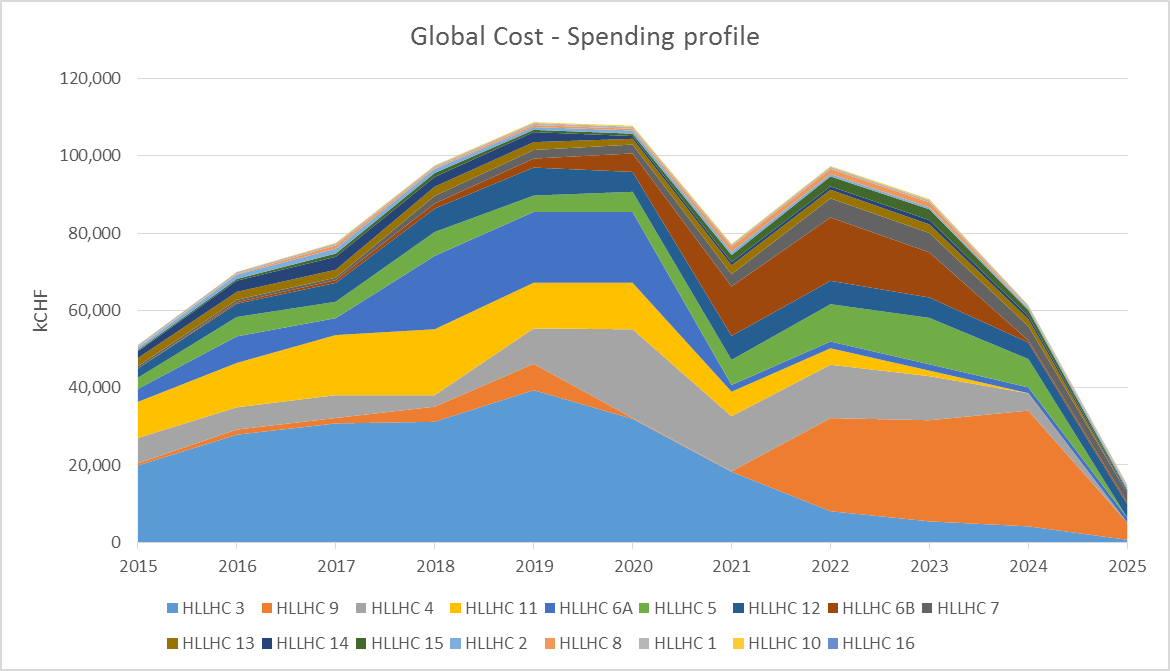 Global Cost - Spending profile
kCHF
120,000
100,000
80,000
60,000
40,000
20,000
0
2015 2016 2017 2018 2019 2020 2021 2022 2023 2024 2025
HLLHC 3 HLLHC 9 HLLHC 4 HLLHC 11 HLLHC 6A HLLHC 5 HLLHC 12 HLLHC 6B HLLHC 7
HLLHC 13 HLLHC 14 HLLHC 15 HLLHC 2 HLLHC 8 HLLHC 1 HLLHC 10 HLLHC 16